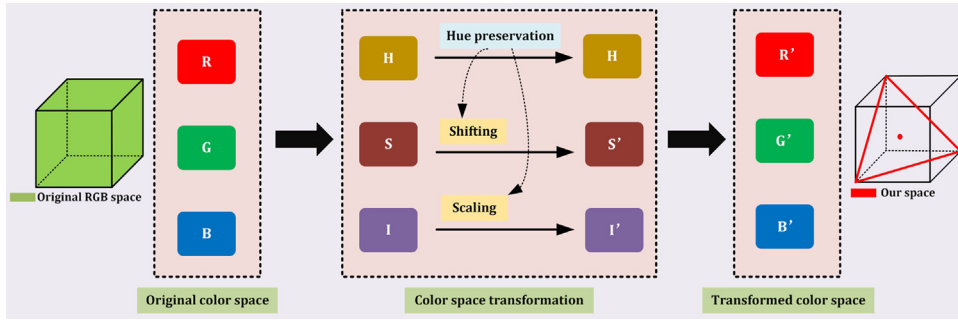 R
G
B
Original RGB space
Original color space
Hue preservation
H
H
Shifting
S
S'
Scaling
I
I'
Color space transformation
R'
G'
B'
Our space
Transformed color space